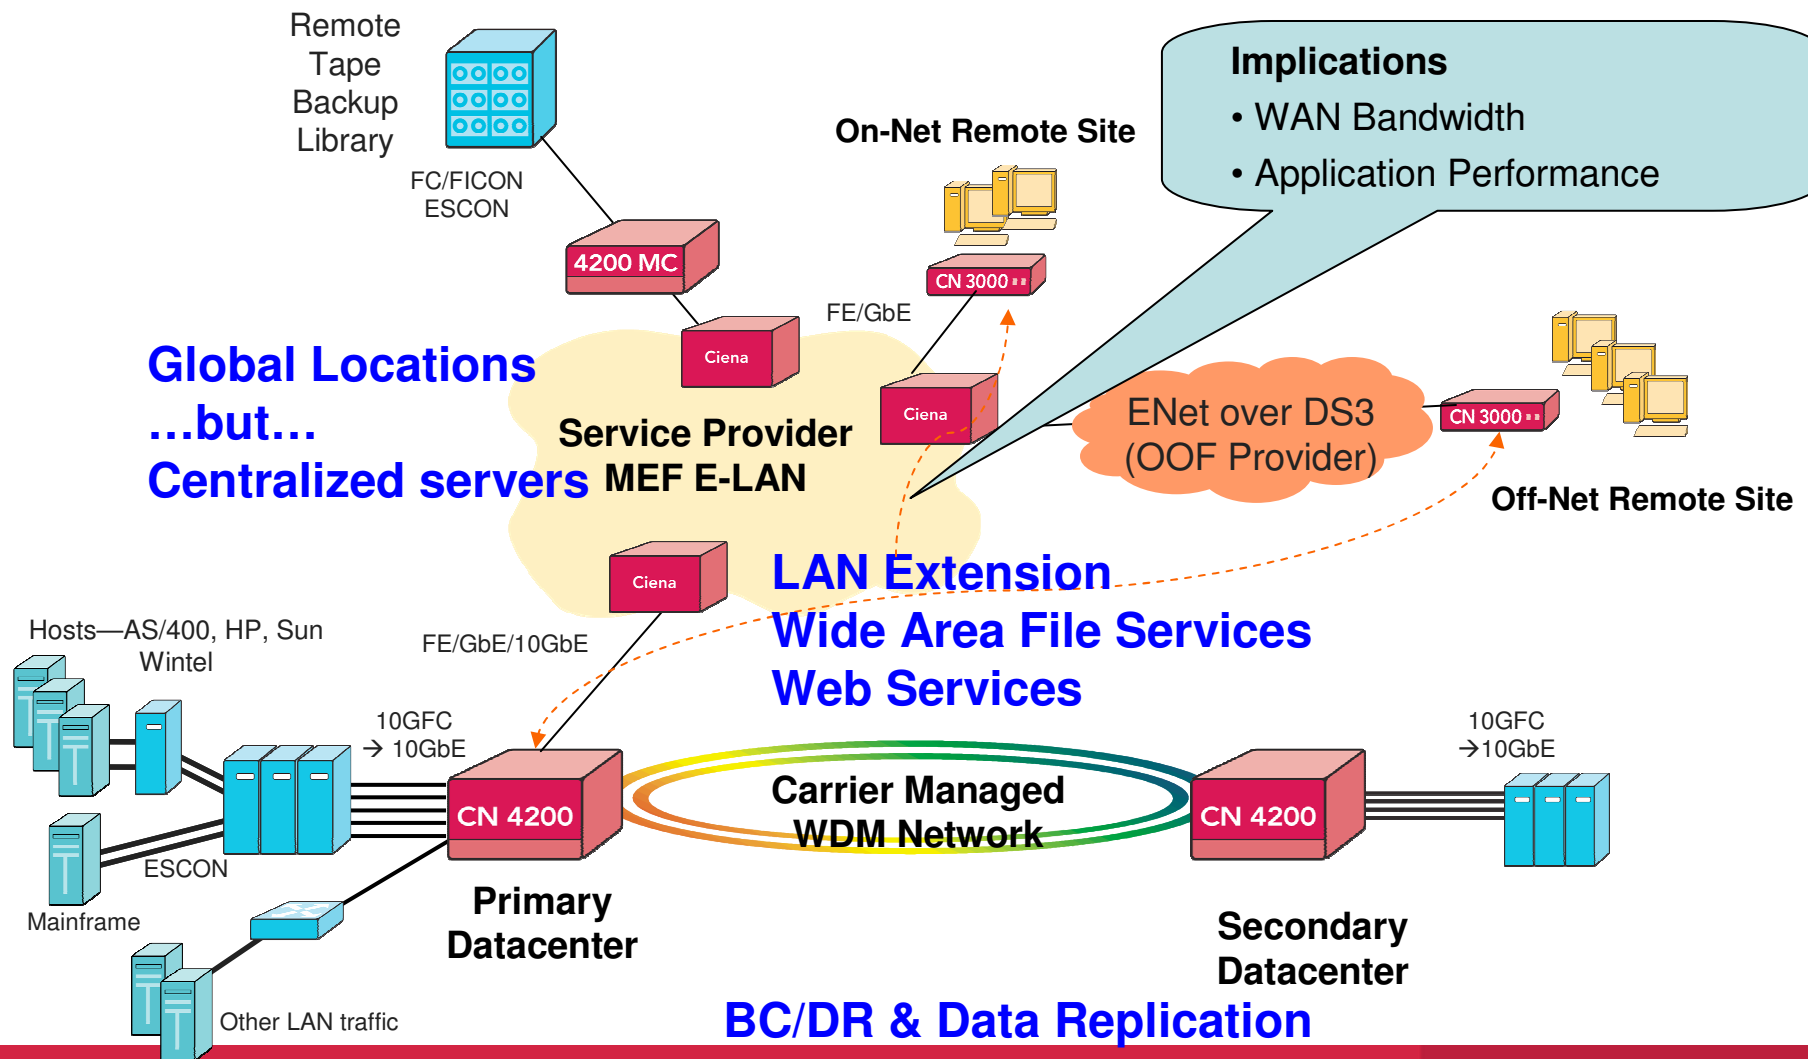 Remote
Tape
Backup
Library
FC/FICON
ESCON
4200 MC
Ciena
On-Net Remote Site
CN 3000
FE/GbE
Ciena
Implications
• WAN Bandwidth
• Application Performance
Global Locations
…but…
Centralized servers
Service Provider
MEF E-LAN
ENet over DS3
(OOF Provider)
CN 3000
Off-Net Remote Site
Ciena
LAN Extension
Wide Area File Services
Web Services
FE/GbE/10GbE
Hosts—AS/400, HP, Sun
Wintel
10GFC
→ 10GbE
ESCON
Mainframe
Other LAN traffic
CN 4200
Primary
Datacenter
Carrier Managed
WDM Network
CN 4200
10GFC
→10GbE
Secondary
Datacenter
BC/DR & Data Replication